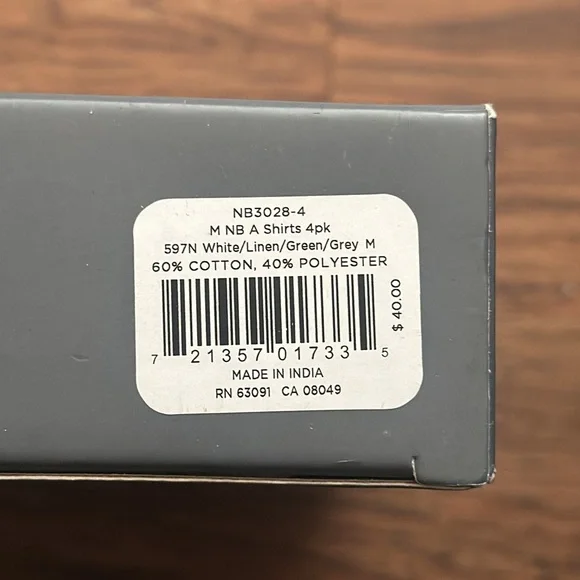 NB3028-4
M NB A Shirts 4pk
597N White/Linen/Green/Grey M
60% COTTON, 40% POLYESTER
$ 40.00
7 21357 01733 5
MADE IN INDIA
RN 63091 CA 08049